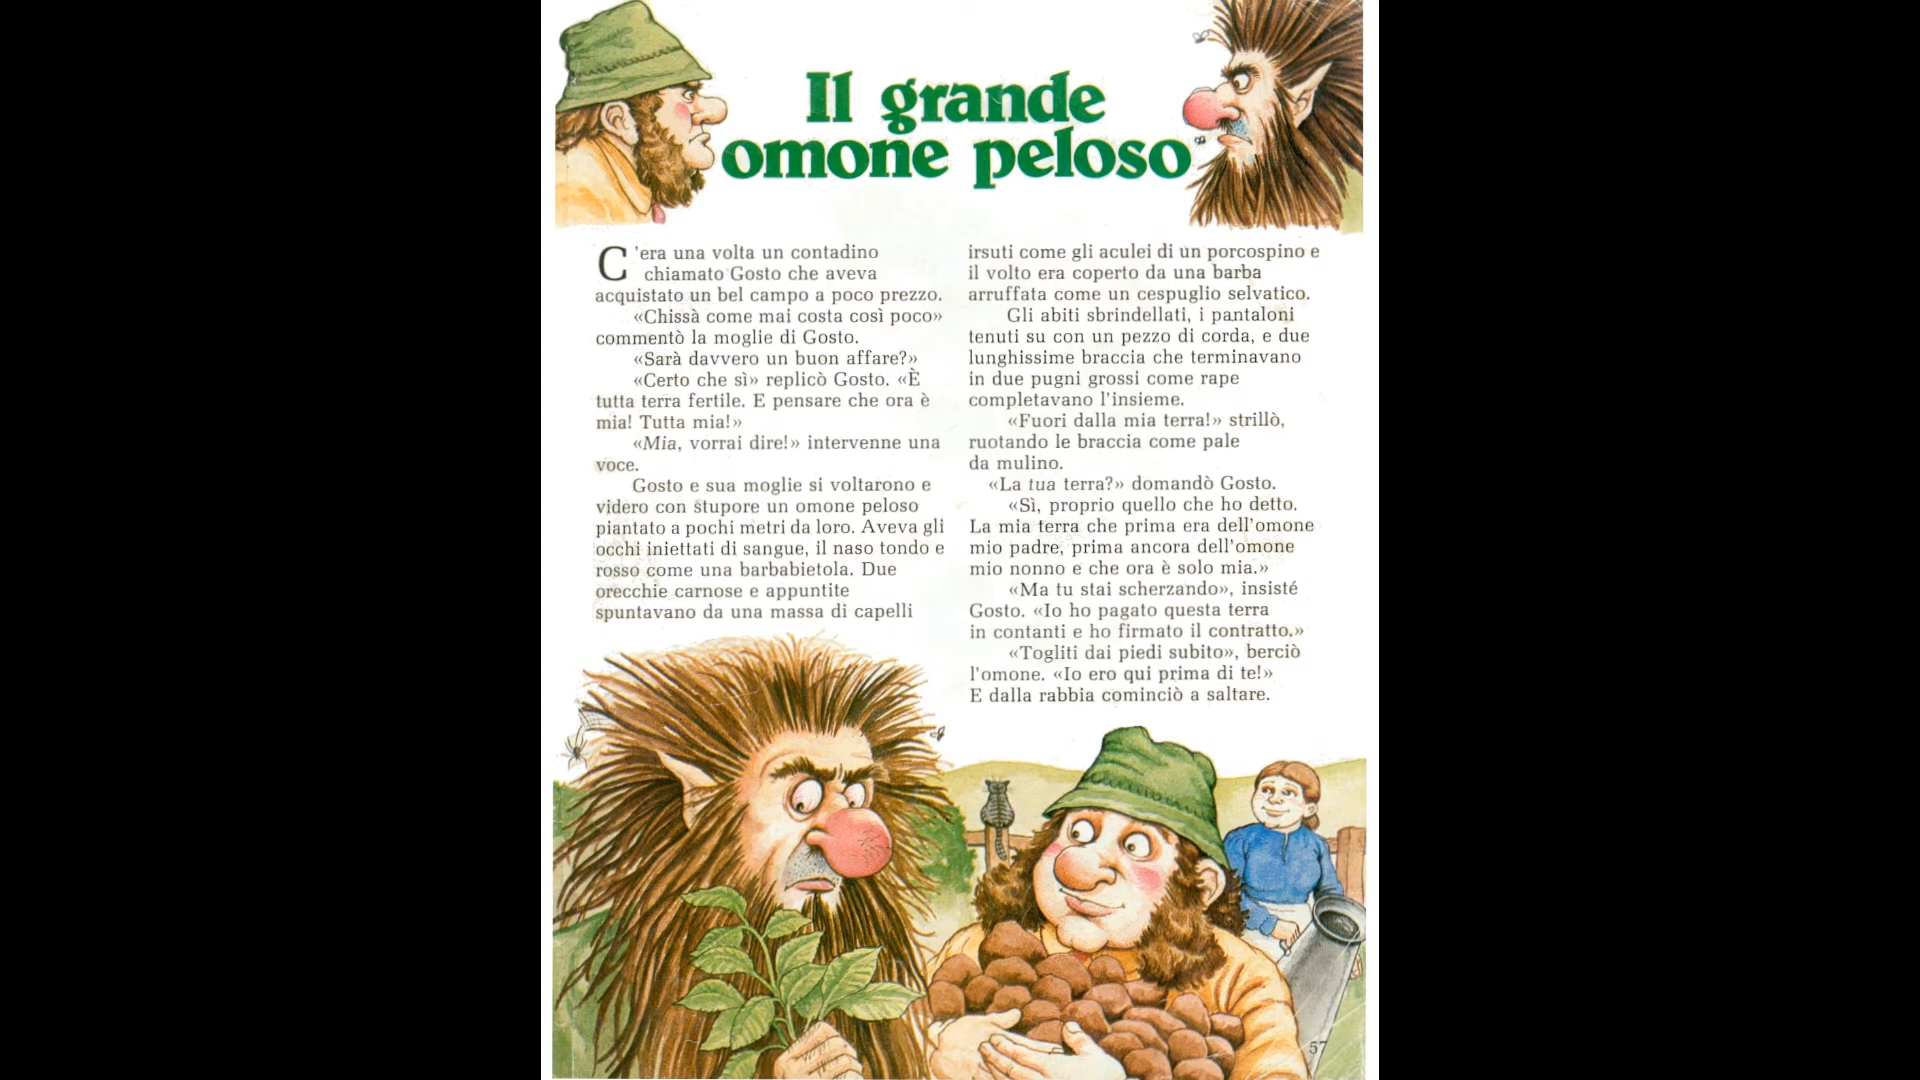 Il grande
omone peloso
C'era una volta un contadino
chiamato Gosto che aveva
acquistato un bel campo a poco prezzo.
«Chissà come mai costa così poco»
commentò la moglie di Gosto.
«Sarà davvero un buon affare?»
«Certo che sì» replicò Gosto. «È
tutta terra fertile. E pensare che ora è
mia! Tutta mia!»
«Mia, vorrai dire!» intervenne una
voce.
Gosto e sua moglie si voltarono e
videro con stupore un omone peloso
piantato a pochi metri da loro. Aveva gli
occhi iniettati di sangue, il naso tondo e
rosso come una barbabietola. Due
orecchie carnose e appuntite
spuntavano da una massa di capelli
irsuti come gli aculei di un porcospino e
il volto era coperto da una barba
arruffata come un cespuglio selvatico.
Gli abiti sbrindellati, i pantaloni
tenuti su con un pezzo di corda, e due
lunghissime braccia che terminavano
in due pugni grossi come rape
completavano l'insieme.
«Fuori dalla mia terra!» strillò,
ruotando le braccia come pale
da mulino.
«La tua terra?» domandò Gosto.
«Sì, proprio quello che ho detto.
La mia terra che prima era dell'omone
mio padre, prima ancora dell'omone
mio nonno e che ora è solo mia.»
«Ma tu stai scherzando», insisté
Gosto. «Io ho pagato questa terra
in contanti e ho firmato il contratto.»
«Togliti dai piedi subito», berciò
l'omone. «Io ero qui prima di te!»
E dalla rabbia cominciò a saltare.
57